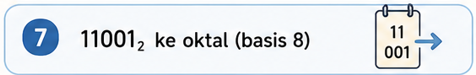 7
11001₂ ke oktal (basis 8)
11
001